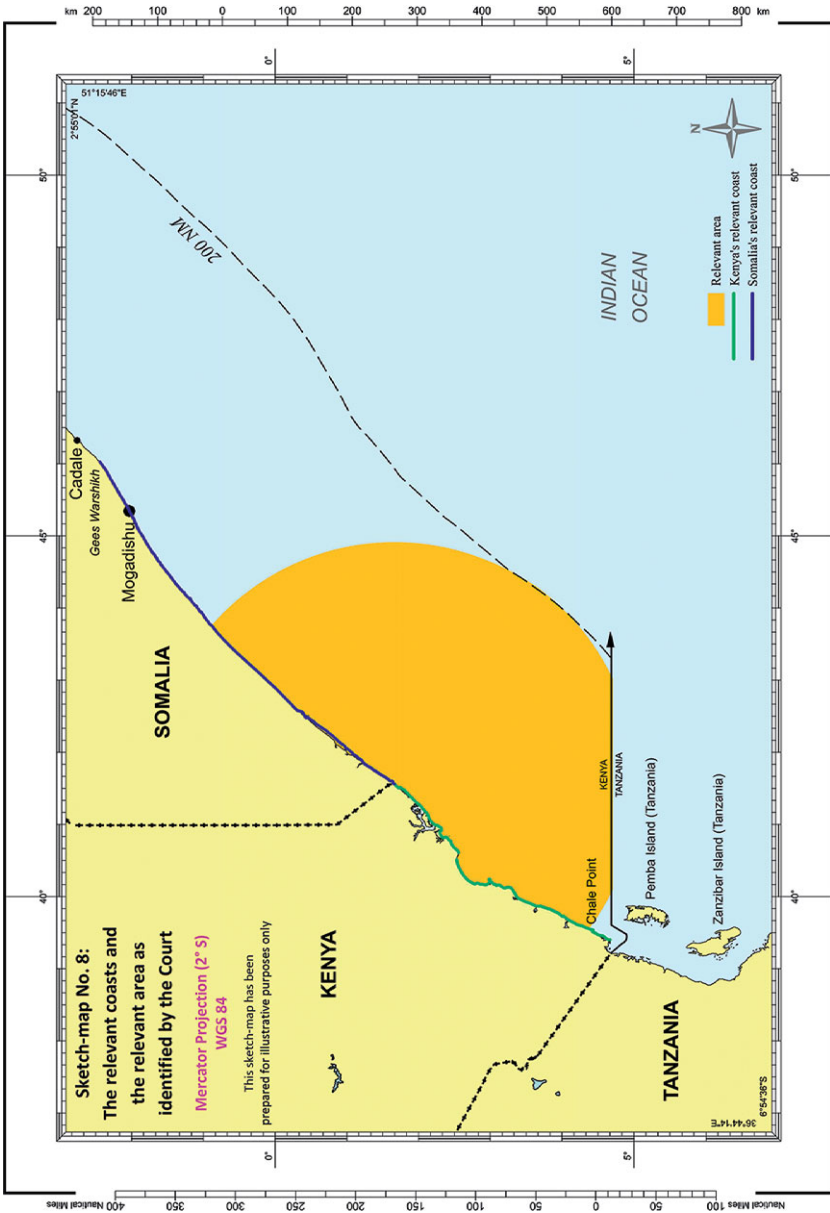 Sketch-map No. 8:
The relevant coasts and
the relevant area as
identified by the Court
Mercator Projection (2° S)
WGS 84
This sketch-map has been
prepared for illustrative purposes only
km 200 100 0 100 200 300 400 500 600 700 800 km
0°
5°
51°15'46"E
2°55'01"N
50°
45°
40°
50°
45°
40°
200 NM
Cadale
Gees Warshikh
Mogadishu
SOMALIA
KENYA
TANZANIA
INDIAN
OCEAN
N
Relevant area
Kenya's relevant coast
Somalia's relevant coast
KENYA
TANZANIA
Chale Point
Pemba Island (Tanzania)
Zanzibar Island (Tanzania)
36°44'14"E
6°54'36"S
0°
5°
Nautical Miles 400 350 300 250 200 150 100 50 0 50 100 Nautical Miles